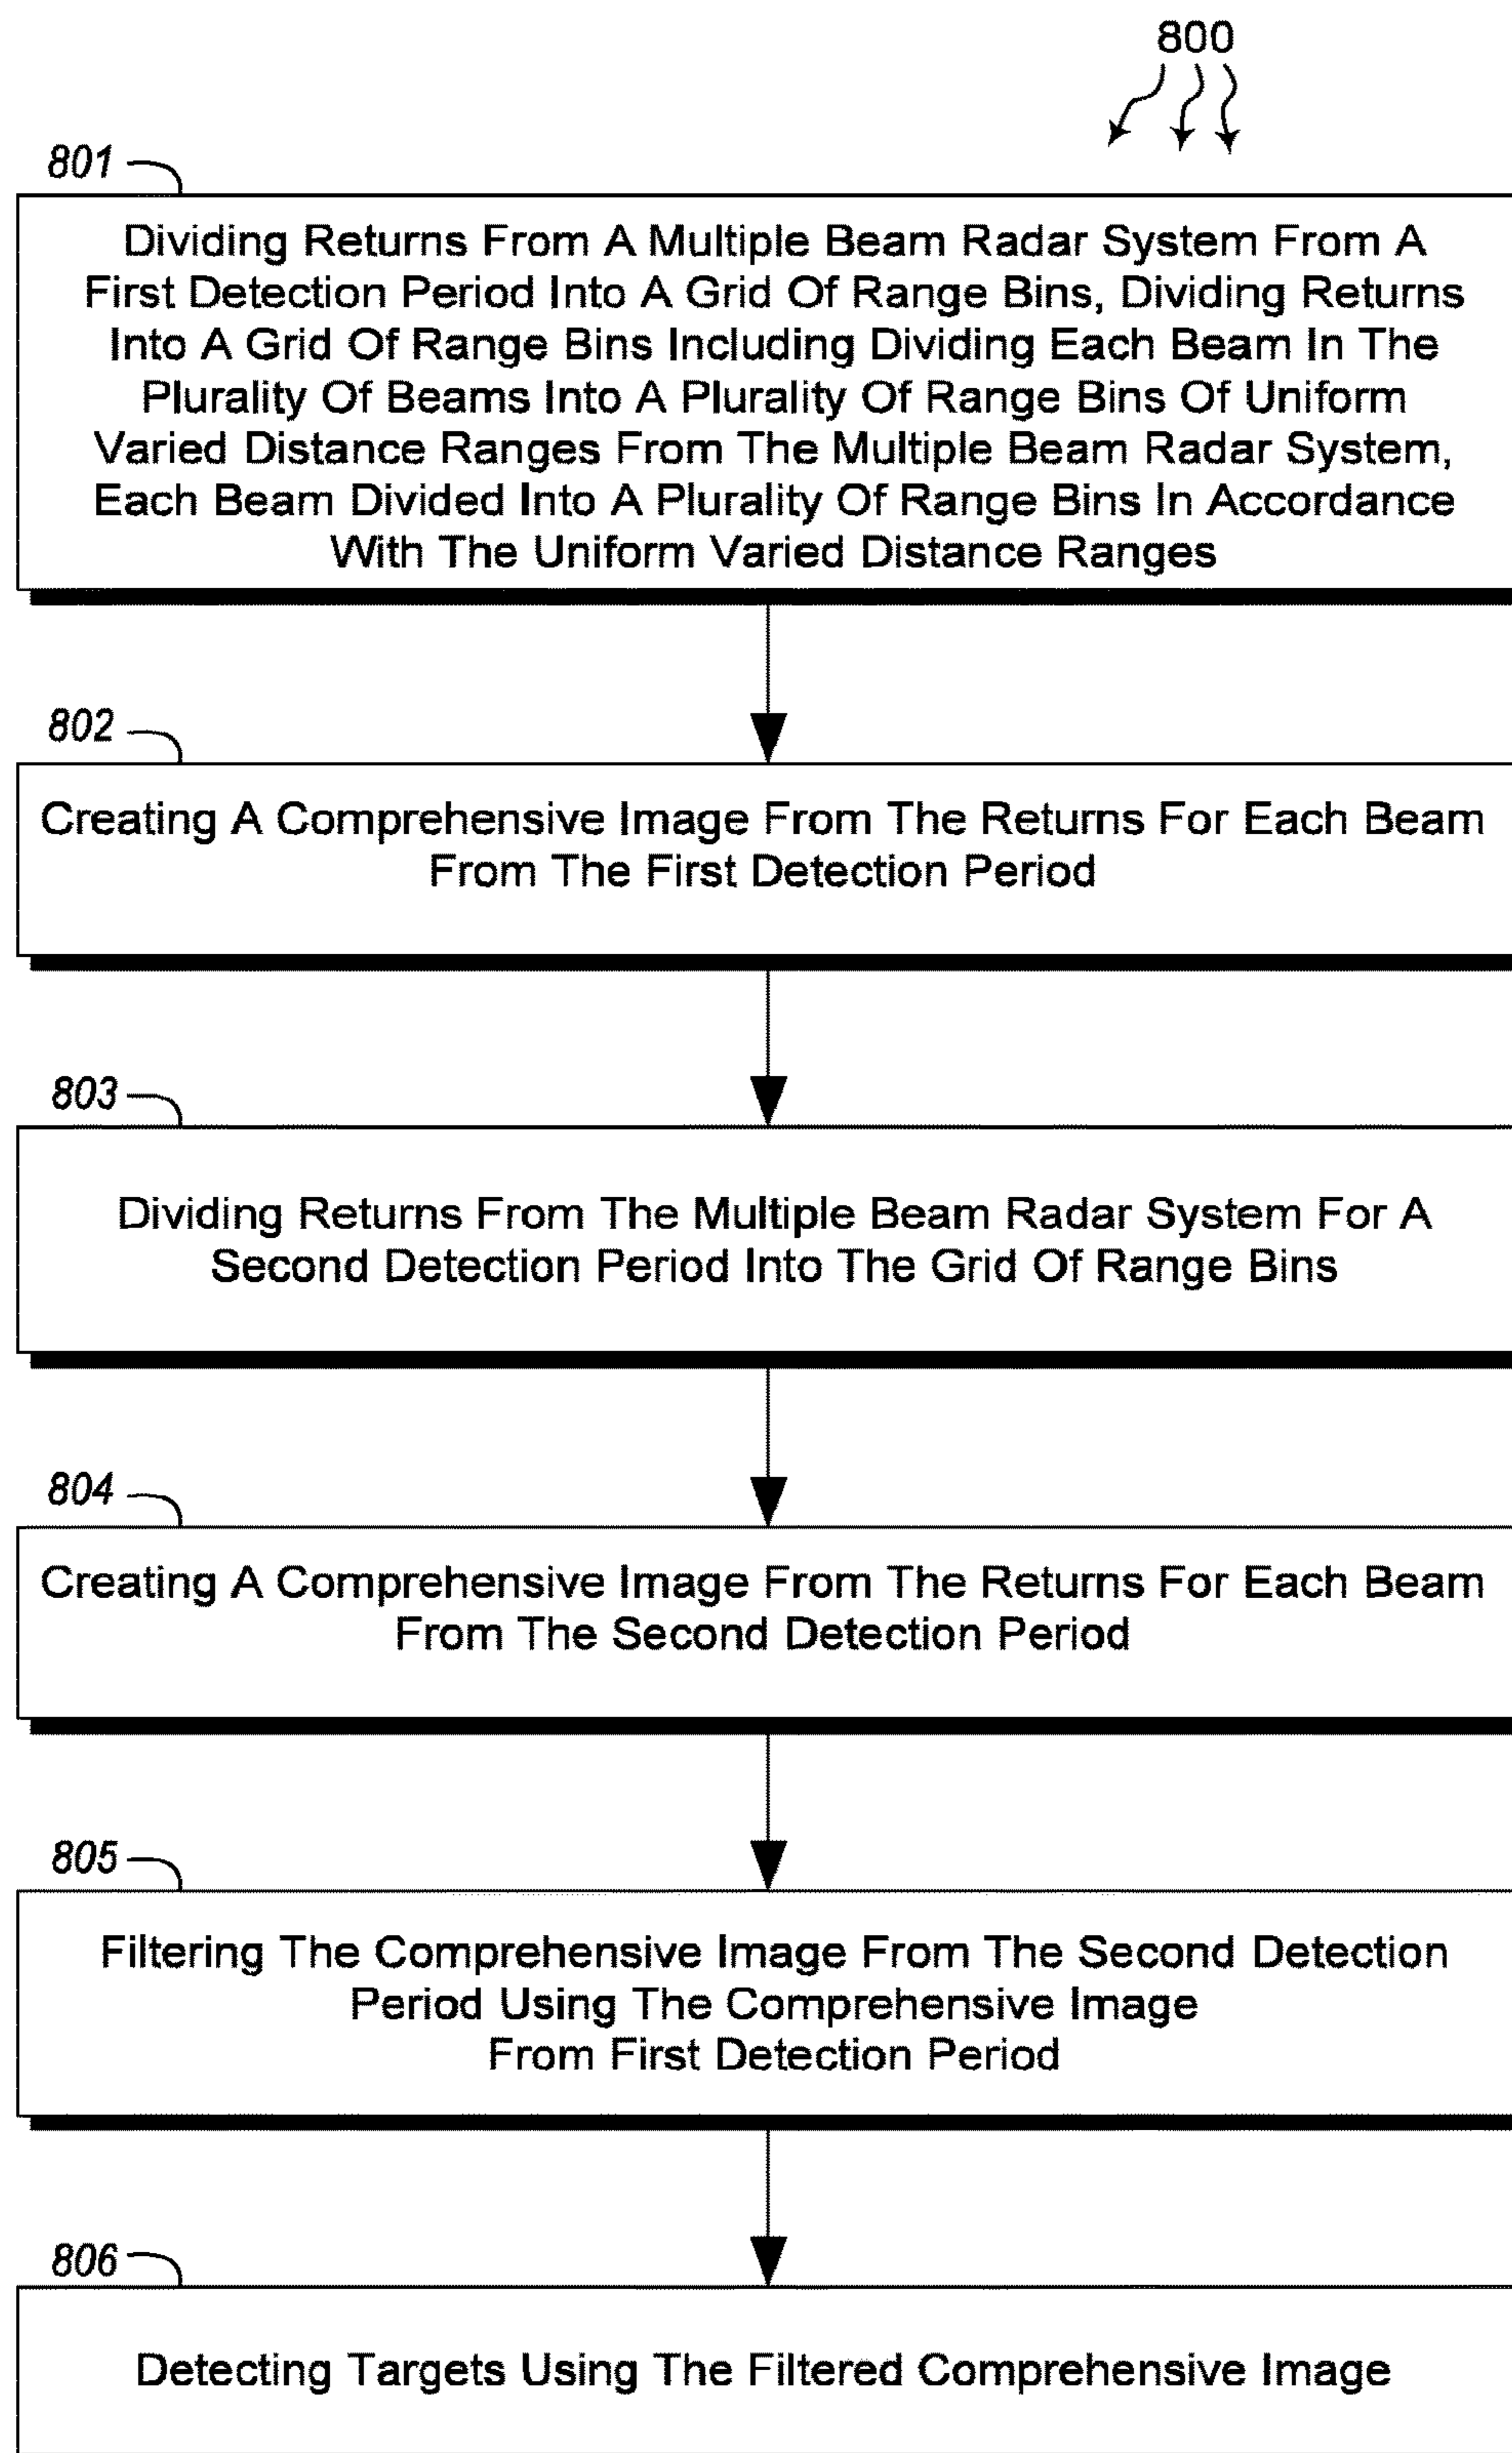 800
801
Dividing Returns From A Multiple Beam Radar System From A
First Detection Period Into A Grid Of Range Bins, Dividing Returns
Into A Grid Of Range Bins Including Dividing Each Beam In The
Plurality Of Beams Into A Plurality Of Range Bins Of Uniform
Varied Distance Ranges From The Multiple Beam Radar System,
Each Beam Divided Into A Plurality Of Range Bins In Accordance
With The Uniform Varied Distance Ranges
802
Creating A Comprehensive Image From The Returns For Each Beam
From The First Detection Period
803
Dividing Returns From The Multiple Beam Radar System For A
Second Detection Period Into The Grid Of Range Bins
804
Creating A Comprehensive Image From The Returns For Each Beam
From The Second Detection Period
805
Filtering The Comprehensive Image From The Second Detection
Period Using The Comprehensive Image
From First Detection Period
806
Detecting Targets Using The Filtered Comprehensive Image